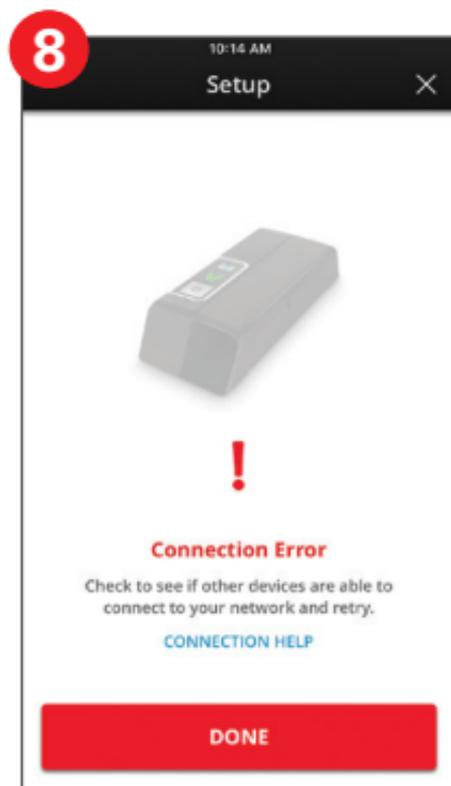 8
10:14 AM
Setup
Connection Error
Check to see if other devices are able to
connect to your network and retry.
CONNECTION HELP
DONE